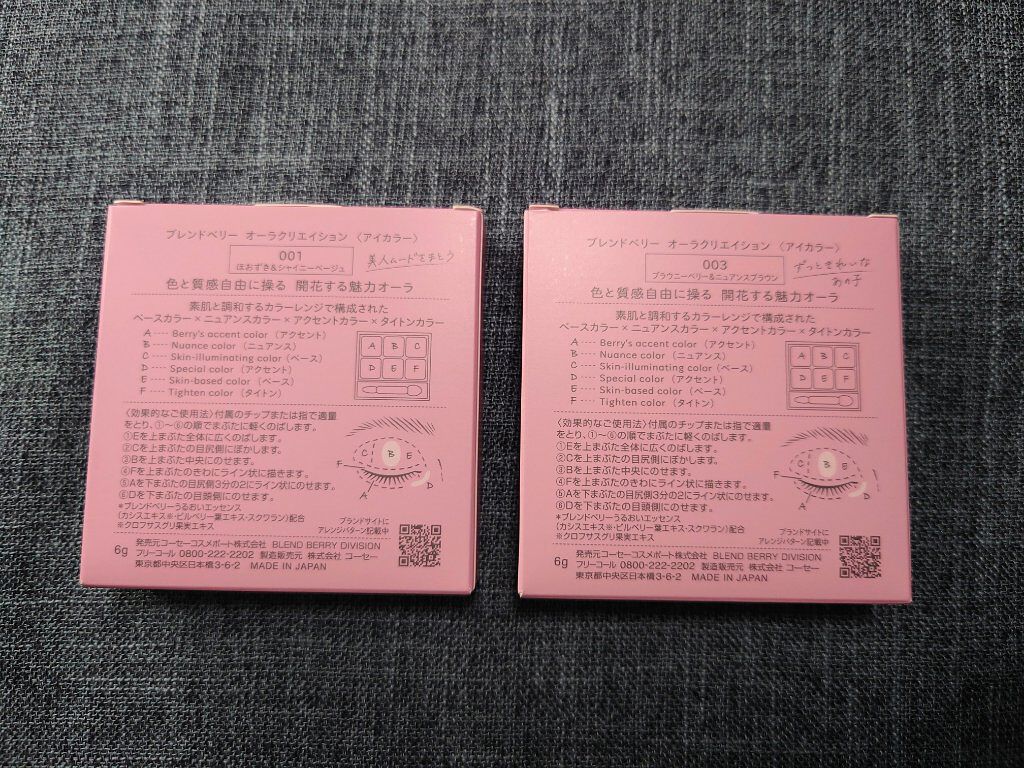 ブレンドベリー オーラクリエイション 〈アイカラー〉
001
ほおずき&シャイニーベージュ
美人ムードをまとう
色と質感自由に操る 開花する魅力オーラ
素肌と調和するカラーレンジで構成された
ベースカラー×ニュアンスカラー×アクセントカラー×タイトンカラー
A ···· Berry's accent color (アクセント)
B ···· Nuance color (ニュアンス)
C ···· Skin-illuminating color (ベース)
D ···· Special color (アクセント)
E ···· Skin-based color (ベース)
F ···· Tighten color (タイトン)
A B C
D E F
〈効果的なご使用法〉付属のチップまたは指で適量
をとり、①~⑥の順でまぶたに軽くのばします。
①Eを上まぶた全体に広くのばします。
②Cを上まぶたの目尻側にぼかします。
③Bを上まぶた中央にのせます。
④Fを上まぶたのきわにライン状に描きます。
⑤Aを下まぶたの目尻側3分の2にライン状にのせます。
⑥Dを下まぶたの目頭側にのせます。
C B E
F
D
A
*ブレンドベリーうるおいエッセンス
(カシスエキス※・ビルベリー葉エキス・スクワラン)配合
※クロフサスグリ果実エキス
ブランドサイトに
アレンジパターン記載中
6g
発売元コーセーコスメポート株式会社 BLEND BERRY DIVISION
フリーコール 0800-222-2202 製造販売元 株式会社 コーセー
東京都中央区日本橋3-6-2 MADE IN JAPAN
ブレンドベリー オーラクリエイション 〈アイカラー〉
003
ブラウニーベリー&ニュアンスブラウン
ずっときれいな
あの子
色と質感自由に操る 開花する魅力オーラ
素肌と調和するカラーレンジで構成された
ベースカラー×ニュアンスカラー×アクセントカラー×タイトンカラー
A ···· Berry's accent color (アクセント)
B ···· Nuance color (ニュアンス)
C ···· Skin-illuminating color (ベース)
D ···· Special color (アクセント)
E ···· Skin-based color (ベース)
F ···· Tighten color (タイトン)
A B C
D E F
〈効果的なご使用法〉付属のチップまたは指で適量
をとり、①~⑥の順でまぶたに軽くのばします。
①Eを上まぶた全体に広くのばします。
②Cを上まぶたの目尻側にぼかします。
③Bを上まぶた中央にのせます。
④Fを上まぶたのきわにライン状に描きます。
⑤Aを下まぶたの目尻側3分の2にライン状にのせます。
⑥Dを下まぶたの目頭側にのせます。
C B E
F
D
A
*ブレンドベリーうるおいエッセンス
(カシスエキス※・ビルベリー葉エキス・スクワラン)配合
※クロフサスグリ果実エキス
ブランドサイトに
アレンジパターン記載中
6g
発売元コーセーコスメポート株式会社 BLEND BERRY DIVISION
フリーコール 0800-222-2202 製造販売元 株式会社 コーセー
東京都中央区日本橋3-6-2 MADE IN JAPAN